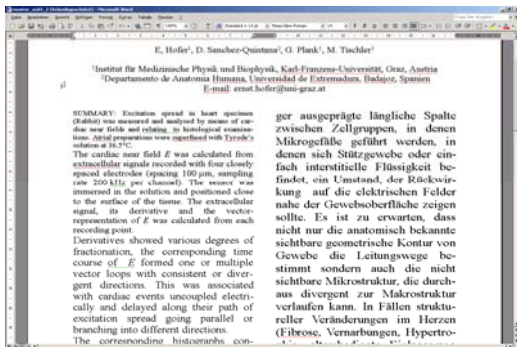 E. Hofer¹, D. Sanchez-Quintana², G. Plank¹, M. Tischler¹
¹Institut für Medizinische Physik und Biophysik, Karl-Franzens-Universität, Graz, Austria
²Departamento de Anatomia Humana, Universidad de Extremadura, Badajoz, Spanien
E-mail: ernst.hofer@uni-graz.at
SUMMARY: Excitation spread in heart specimen
(Rabbit) was measured and analysed by means of car-
diac near fields and relating to histological examina-
tions. Atrial preparations were superfused with Tyrode's
solution at 36.5°C.
The cardiac near field E was calculated from
extracellular signals recorded with four closely
spaced electrodes (spacing 100 µm, sampling
rate 200 kHz per channel). The sensor was
immersed in the solution and positioned close
to the surface of the tissue. The extracellular
signal, its derivative and the vector-
representation of E was calculated from each
recording point.
Derivatives showed various degrees of
fractionation, the corresponding time
course of E formed one or multiple
vector loops with consistent or diver-
gent directions. This was associated
with cardiac events uncoupled electri-
cally and delayed along their path of
excitation spread going parallel or
branching into different directions.
The corresponding histographs con-
ger ausgeprägte längliche Spalte
zwischen Zellgruppen, in denen
Mikrogefäße geführt werden, in
denen sich Stützgewebe oder ein-
fach interstitielle Flüssigkeit be-
findet, ein Umstand, der Rückwir-
kung auf die elektrischen Felder
nahe der Gewebsoberfläche zeigen
sollte. Es ist zu erwarten, dass
nicht nur die anatomisch bekannte
sichtbare geometrische Kontur von
Gewebe die Leitungswege be-
stimmt sondern auch die nicht
sichtbare Mikrostruktur, die durch-
aus divergent zur Makrostruktur
verlaufen kann. In Fällen struktu-
reller Veränderungen im Herzen
(Fibrose, Vernarbungen, Hypertro-